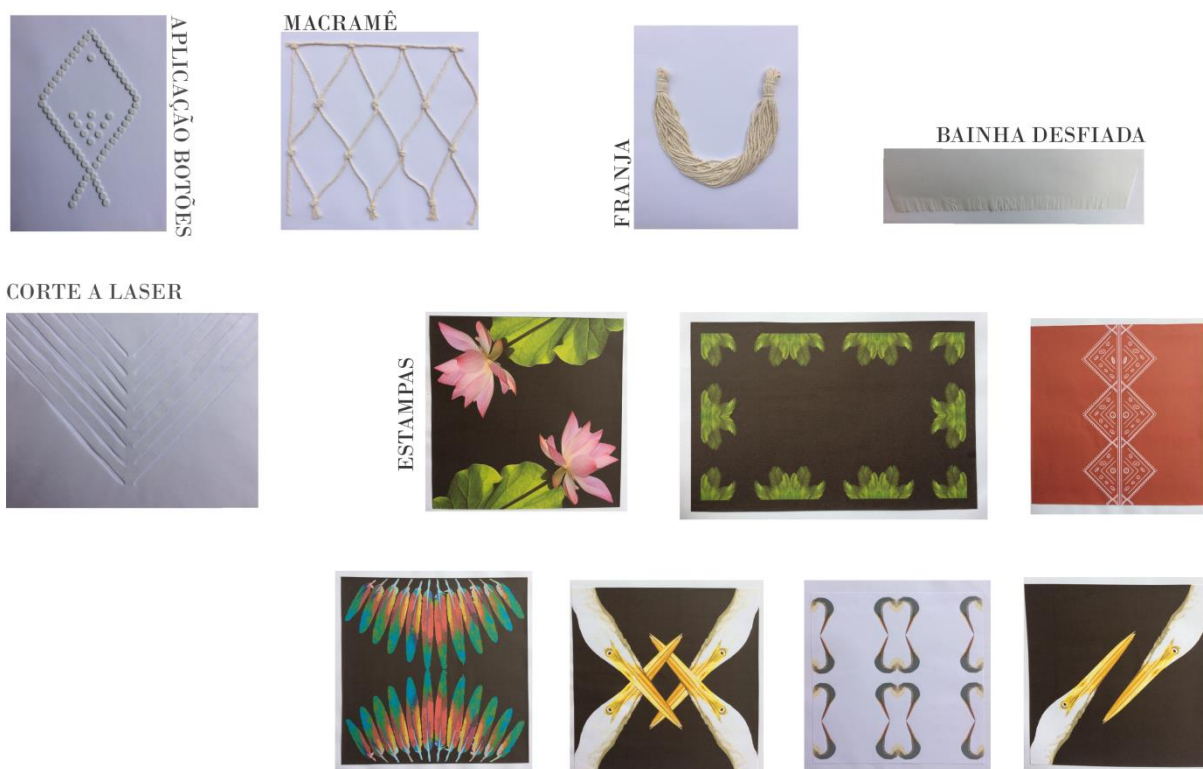 APLICAÇÃO BOTÕES
MACRAMÊ
FRANJA
BAINHA DESFIADA
CORTE A LASER
ESTAMPAS